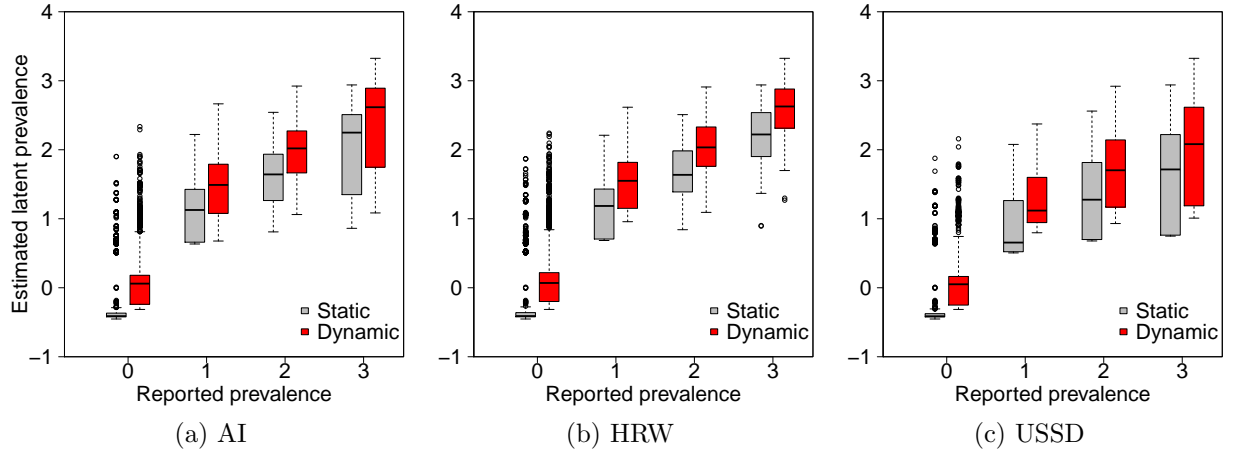 Estimated latent prevalence
4
3
2
1
0
−1
Static
Dynamic
0 1 2 3
Reported prevalence
(a) AI
4
3
2
1
0
−1
Static
Dynamic
0 1 2 3
Reported prevalence
(b) HRW
4
3
2
1
0
−1
Static
Dynamic
0 1 2 3
Reported prevalence
(c) USSD